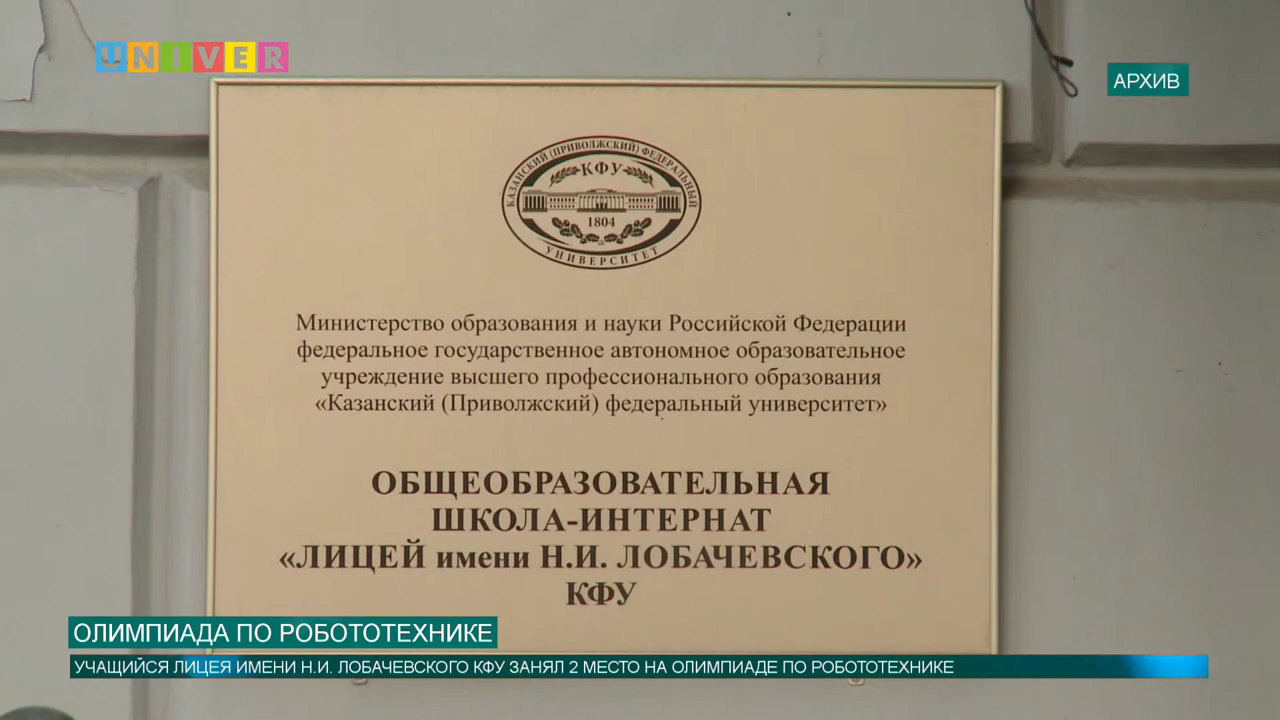 UNIVER
АРХИВ
КАЗАНСКИЙ (ПРИВОЛЖСКИЙ) ФЕДЕРАЛЬНЫЙ
КФУ
1804
УНИВЕРСИТЕТ
Министерство образования и науки Российской Федерации
федеральное государственное автономное образовательное
учреждение высшего профессионального образования
«Казанский (Приволжский) федеральный университет»
ОБЩЕОБРАЗОВАТЕЛЬНАЯ
ШКОЛА-ИНТЕРНАТ
«ЛИЦЕЙ имени Н.И. ЛОБАЧЕВСКОГО»
КФУ
ОЛИМПИАДА ПО РОБОТОТЕХНИКЕ
УЧАЩИЙСЯ ЛИЦЕЯ ИМЕНИ Н.И. ЛОБАЧЕВСКОГО КФУ ЗАНЯЛ 2 МЕСТО НА ОЛИМПИАДЕ ПО РОБОТОТЕХНИКЕ